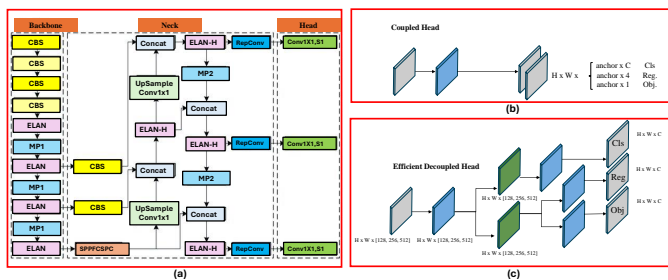 Backbone
Neck
Head
CBS
CBS
CBS
CBS
ELAN
MP1
ELAN
MP1
ELAN
MP1
ELAN
CBS
CBS
SPPFCSPC
Concat
UpSample
Conv1x1
ELAN-H
Concat
UpSample
Conv1x1
ELAN-H
MP2
Concat
ELAN-H
MP2
Concat
ELAN-H
RepConv
RepConv
RepConv
Conv1X1,S1
Conv1X1,S1
Conv1X1,S1
(a)
Coupled Head
H x W x
anchor x C Cls
anchor x 4 Reg.
anchor x 1 Obj.
(b)
Efficient Decoupled Head
H x W x [128, 256, 512]
H x W x [128, 256, 512]
H x W x [128, 256, 512]
H x W x [128, 256, 512]
Cls
H x W x C
Reg
H x W x C
Obj
H x W x C
(c)